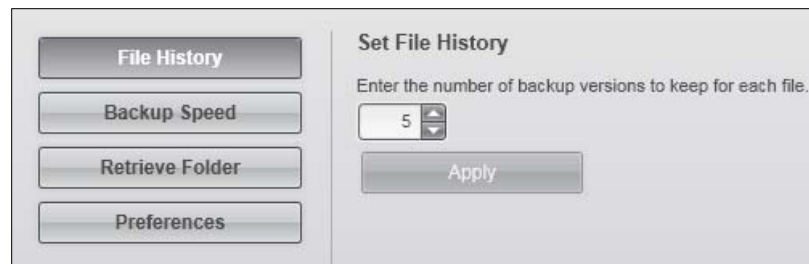 File History
Backup Speed
Retrieve Folder
Preferences
Set File History
Enter the number of backup versions to keep for each file.
5
Apply